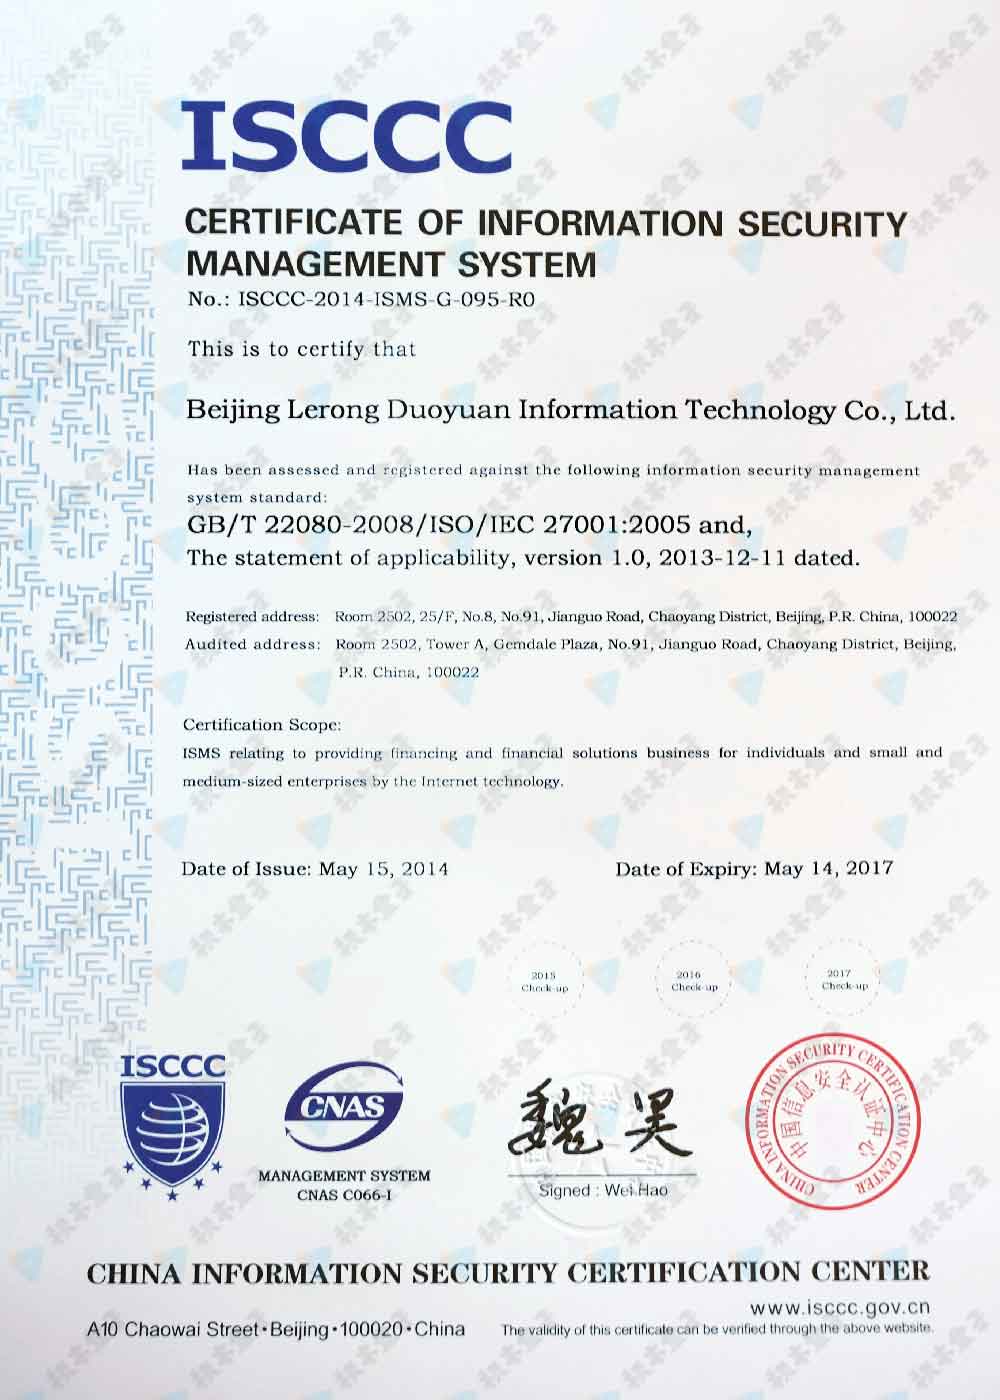 ISCCC
CERTIFICATE OF INFORMATION SECURITY
MANAGEMENT SYSTEM
No.: ISCCC-2014-ISMS-G-095-R0
This is to certify that
Beijing Lerong Duoyuan Information Technology Co., Ltd.
Has been assessed and registered against the following information security management
system standard:
GB/T 22080-2008/ISO/IEC 27001:2005 and,
The statement of applicability, version 1.0, 2013-12-11 dated.
Registered address: Room 2502, 25/F, No.8, No.91, Jianguo Road, Chaoyang District, Beijing, P.R. China, 100022
Audited address: Room 2502, Tower A, Gemdale Plaza, No.91, Jianguo Road, Chaoyang District, Beijing,
P.R. China, 100022
Certification Scope:
ISMS relating to providing financing and financial solutions business for individuals and small and
medium-sized enterprises by the Internet technology.
Date of Issue: May 15, 2014 Date of Expiry: May 14, 2017
2015 Check-up
2016 Check-up
2017 Check-up
ISCCC
CNAS
MANAGEMENT SYSTEM
CNAS C066-I
魏昊
Signed : Wei Hao
CHINA INFORMATION SECURITY CERTIFICATION CENTER
中国信息安全认证中心
CHINA INFORMATION SECURITY CERTIFICATION CENTER
www.isccc.gov.cn
A10 Chaowai Street·Beijing·100020·China The validity of this certificate can be verified through the above website.
积木盒子